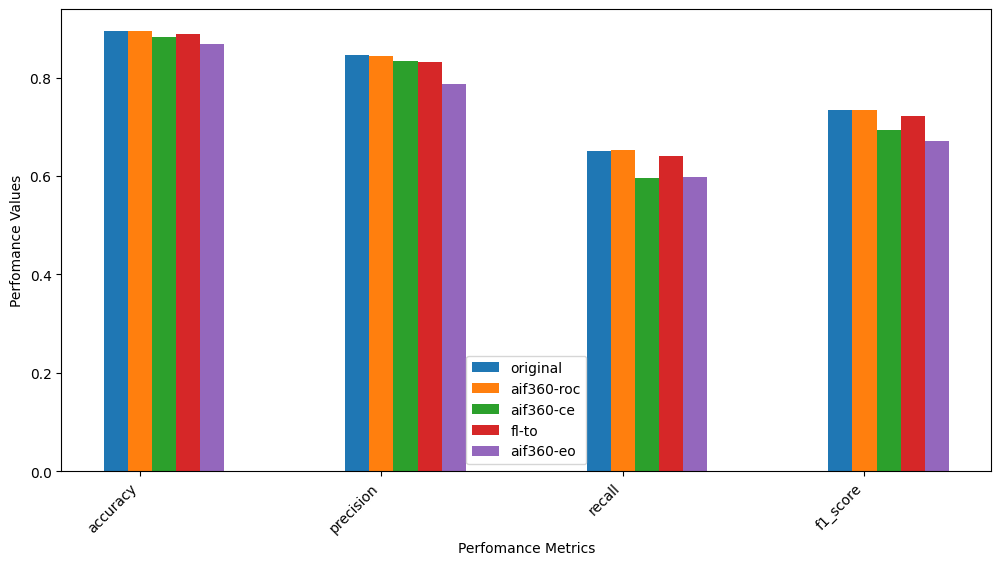 Perfomance Values
0.8
0.6
0.4
0.2
0.0
original
aif360-roc
aif360-ce
fl-to
aif360-eo
accuracy
precision
recall
f1_score
Perfomance Metrics